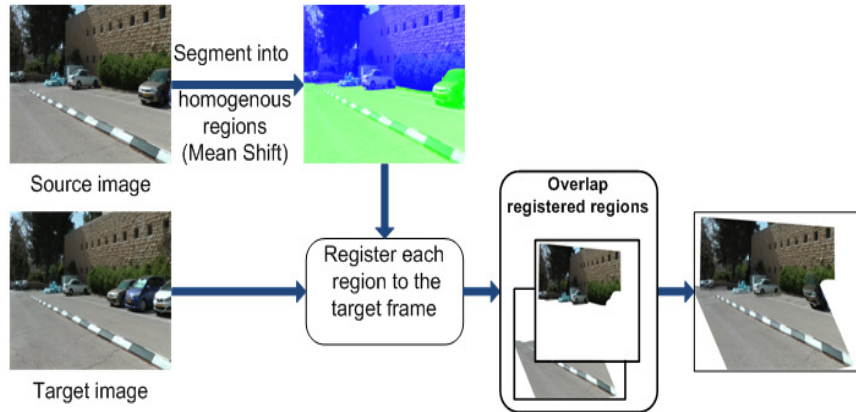 Segment into
homogenous
regions
(Mean Shift)
Source image
Overlap
registered regions
Register each
region to the
target frame
Target image